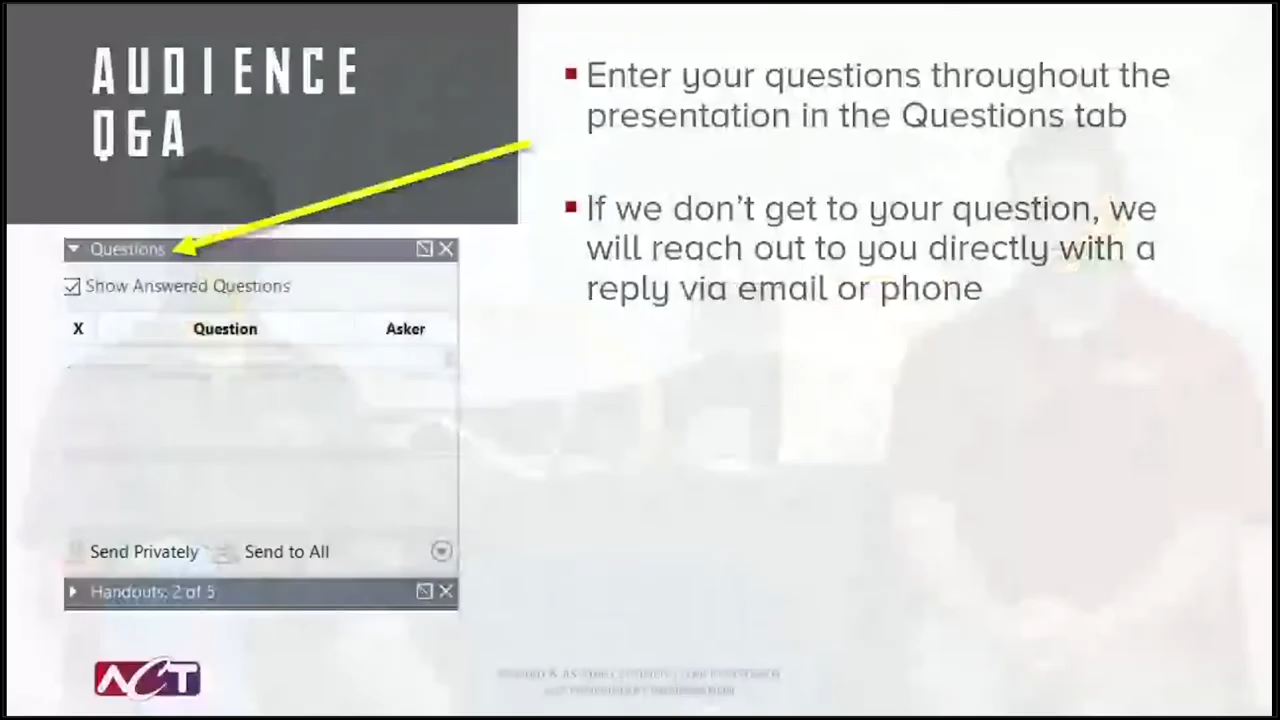 AUDIENCE
Q&A
▪ Enter your questions throughout the
presentation in the Questions tab
▪ If we don't get to your question, we
will reach out to you directly with a
reply via email or phone
Questions
Show Answered Questions
X Question Asker
Send Privately Send to All
Handouts: 2 of 5
ACT